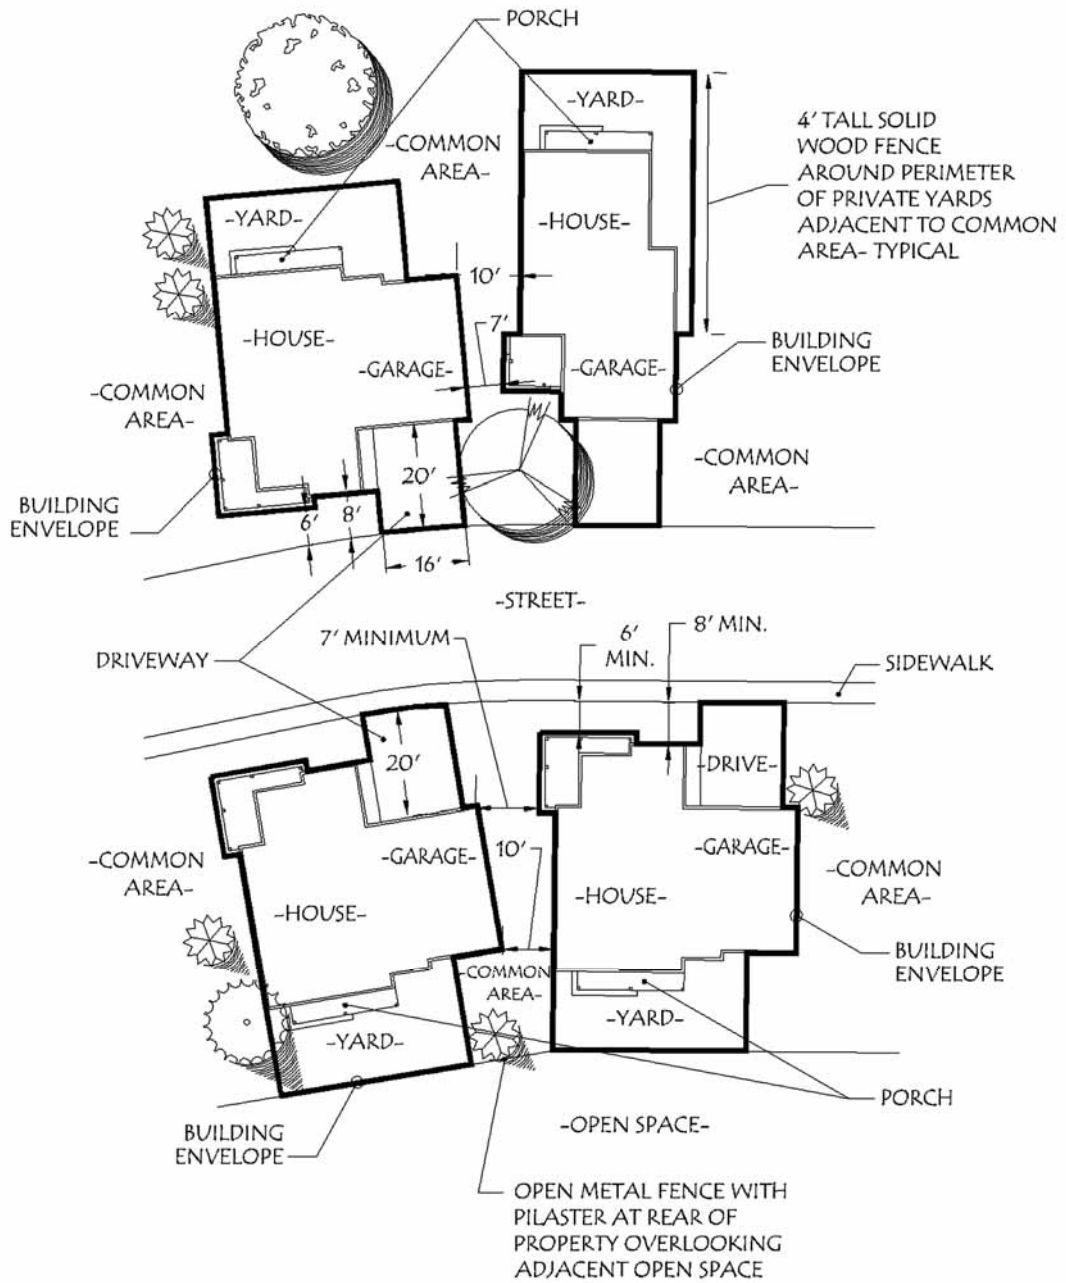 PORCH
-YARD-
-COMMON
AREA-
4' TALL SOLID
WOOD FENCE
AROUND PERIMETER
OF PRIVATE YARDS
ADJACENT TO COMMON
AREA- TYPICAL
-YARD-
-HOUSE-
10'
7'
-HOUSE-
-GARAGE-
-GARAGE-
BUILDING
ENVELOPE
-COMMON
AREA-
-COMMON
AREA-
20'
BUILDING
ENVELOPE
6'
8'
16'
-STREET-
7' MINIMUM
6'
MIN.
8' MIN.
DRIVEWAY
SIDEWALK
20'
-DRIVE-
-COMMON
AREA-
-GARAGE-
10'
-GARAGE-
-COMMON
AREA-
-HOUSE-
-HOUSE-
BUILDING
ENVELOPE
-COMMON
AREA-
-YARD-
-YARD-
PORCH
BUILDING
ENVELOPE
-OPEN SPACE-
OPEN METAL FENCE WITH
PILASTER AT REAR OF
PROPERTY OVERLOOKING
ADJACENT OPEN SPACE